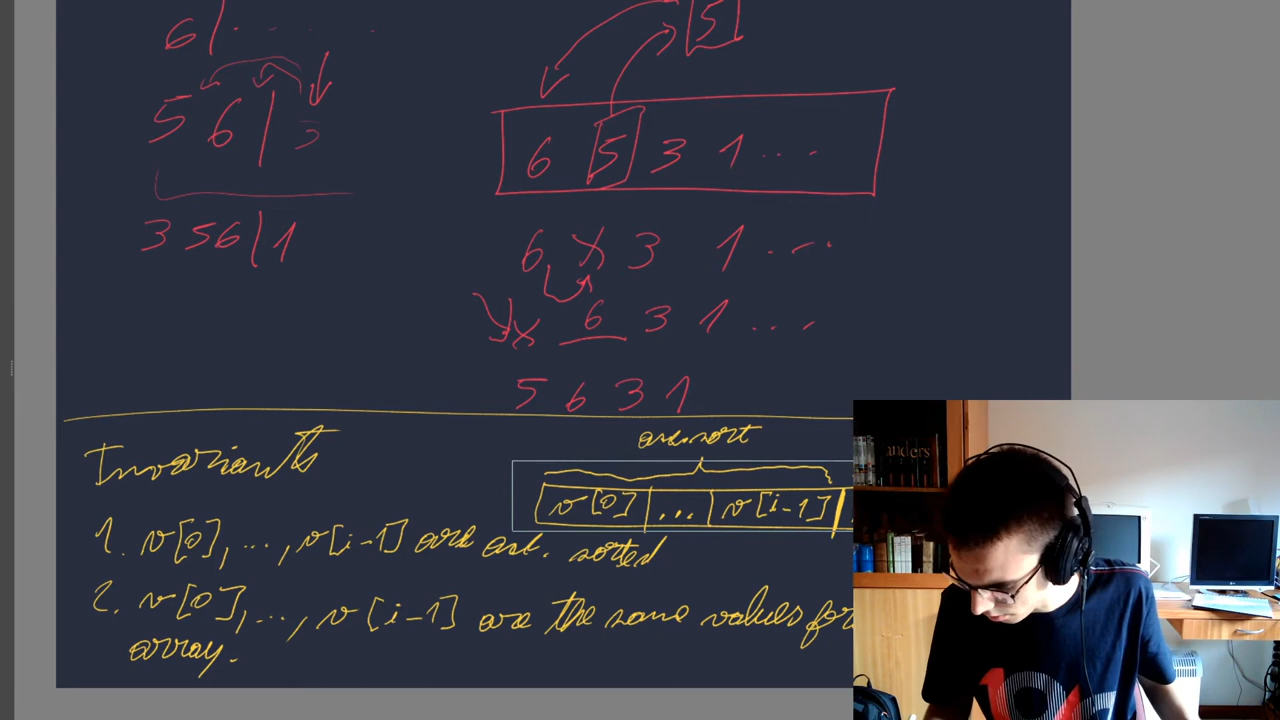 6 | . . . .
5
5 6 | 3
6 5 3 1 ...
3 5 6 | 1
6 3 1 ...
6 3 1 ...
5 6 3 1
Invariants
asc. sort
v[0] ... v[i-1]
1. v[0], ..., v[i-1] are asc. sorted
2. v[0], ..., v[i-1] are the same values for
array.
anders